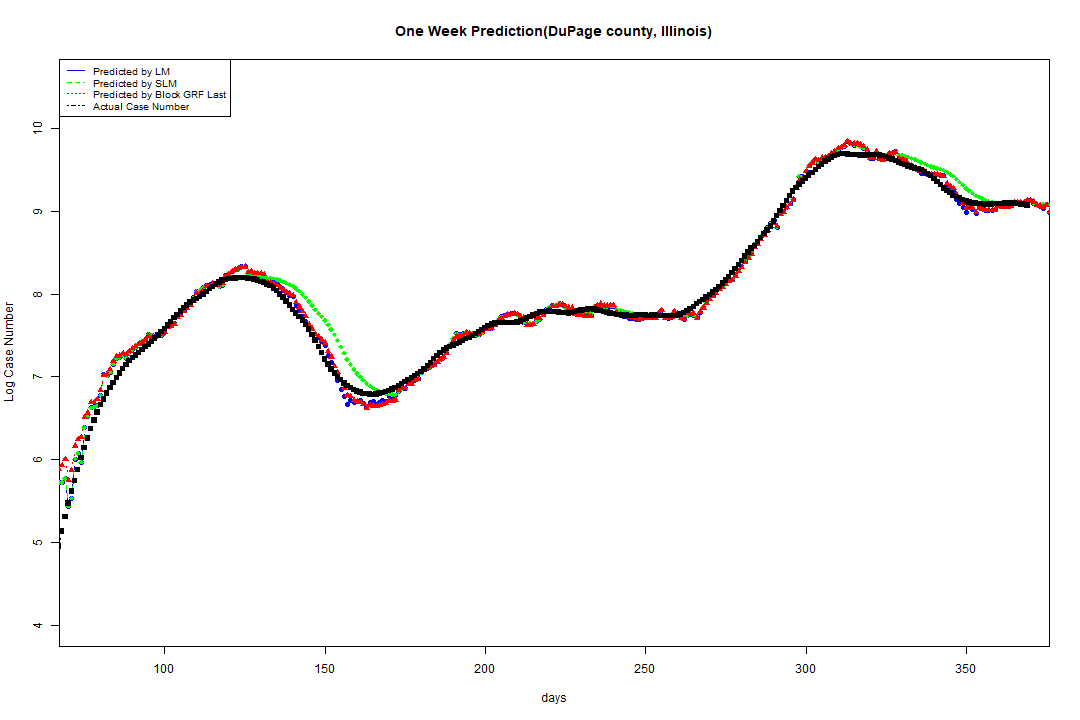 One Week Prediction(DuPage county, Illinois)
Predicted by LM
Predicted by SLM
Predicted by Block GRF Last
Actual Case Number
Log Case Number
10
9
8
7
6
5
4
100 150 200 250 300 350
days